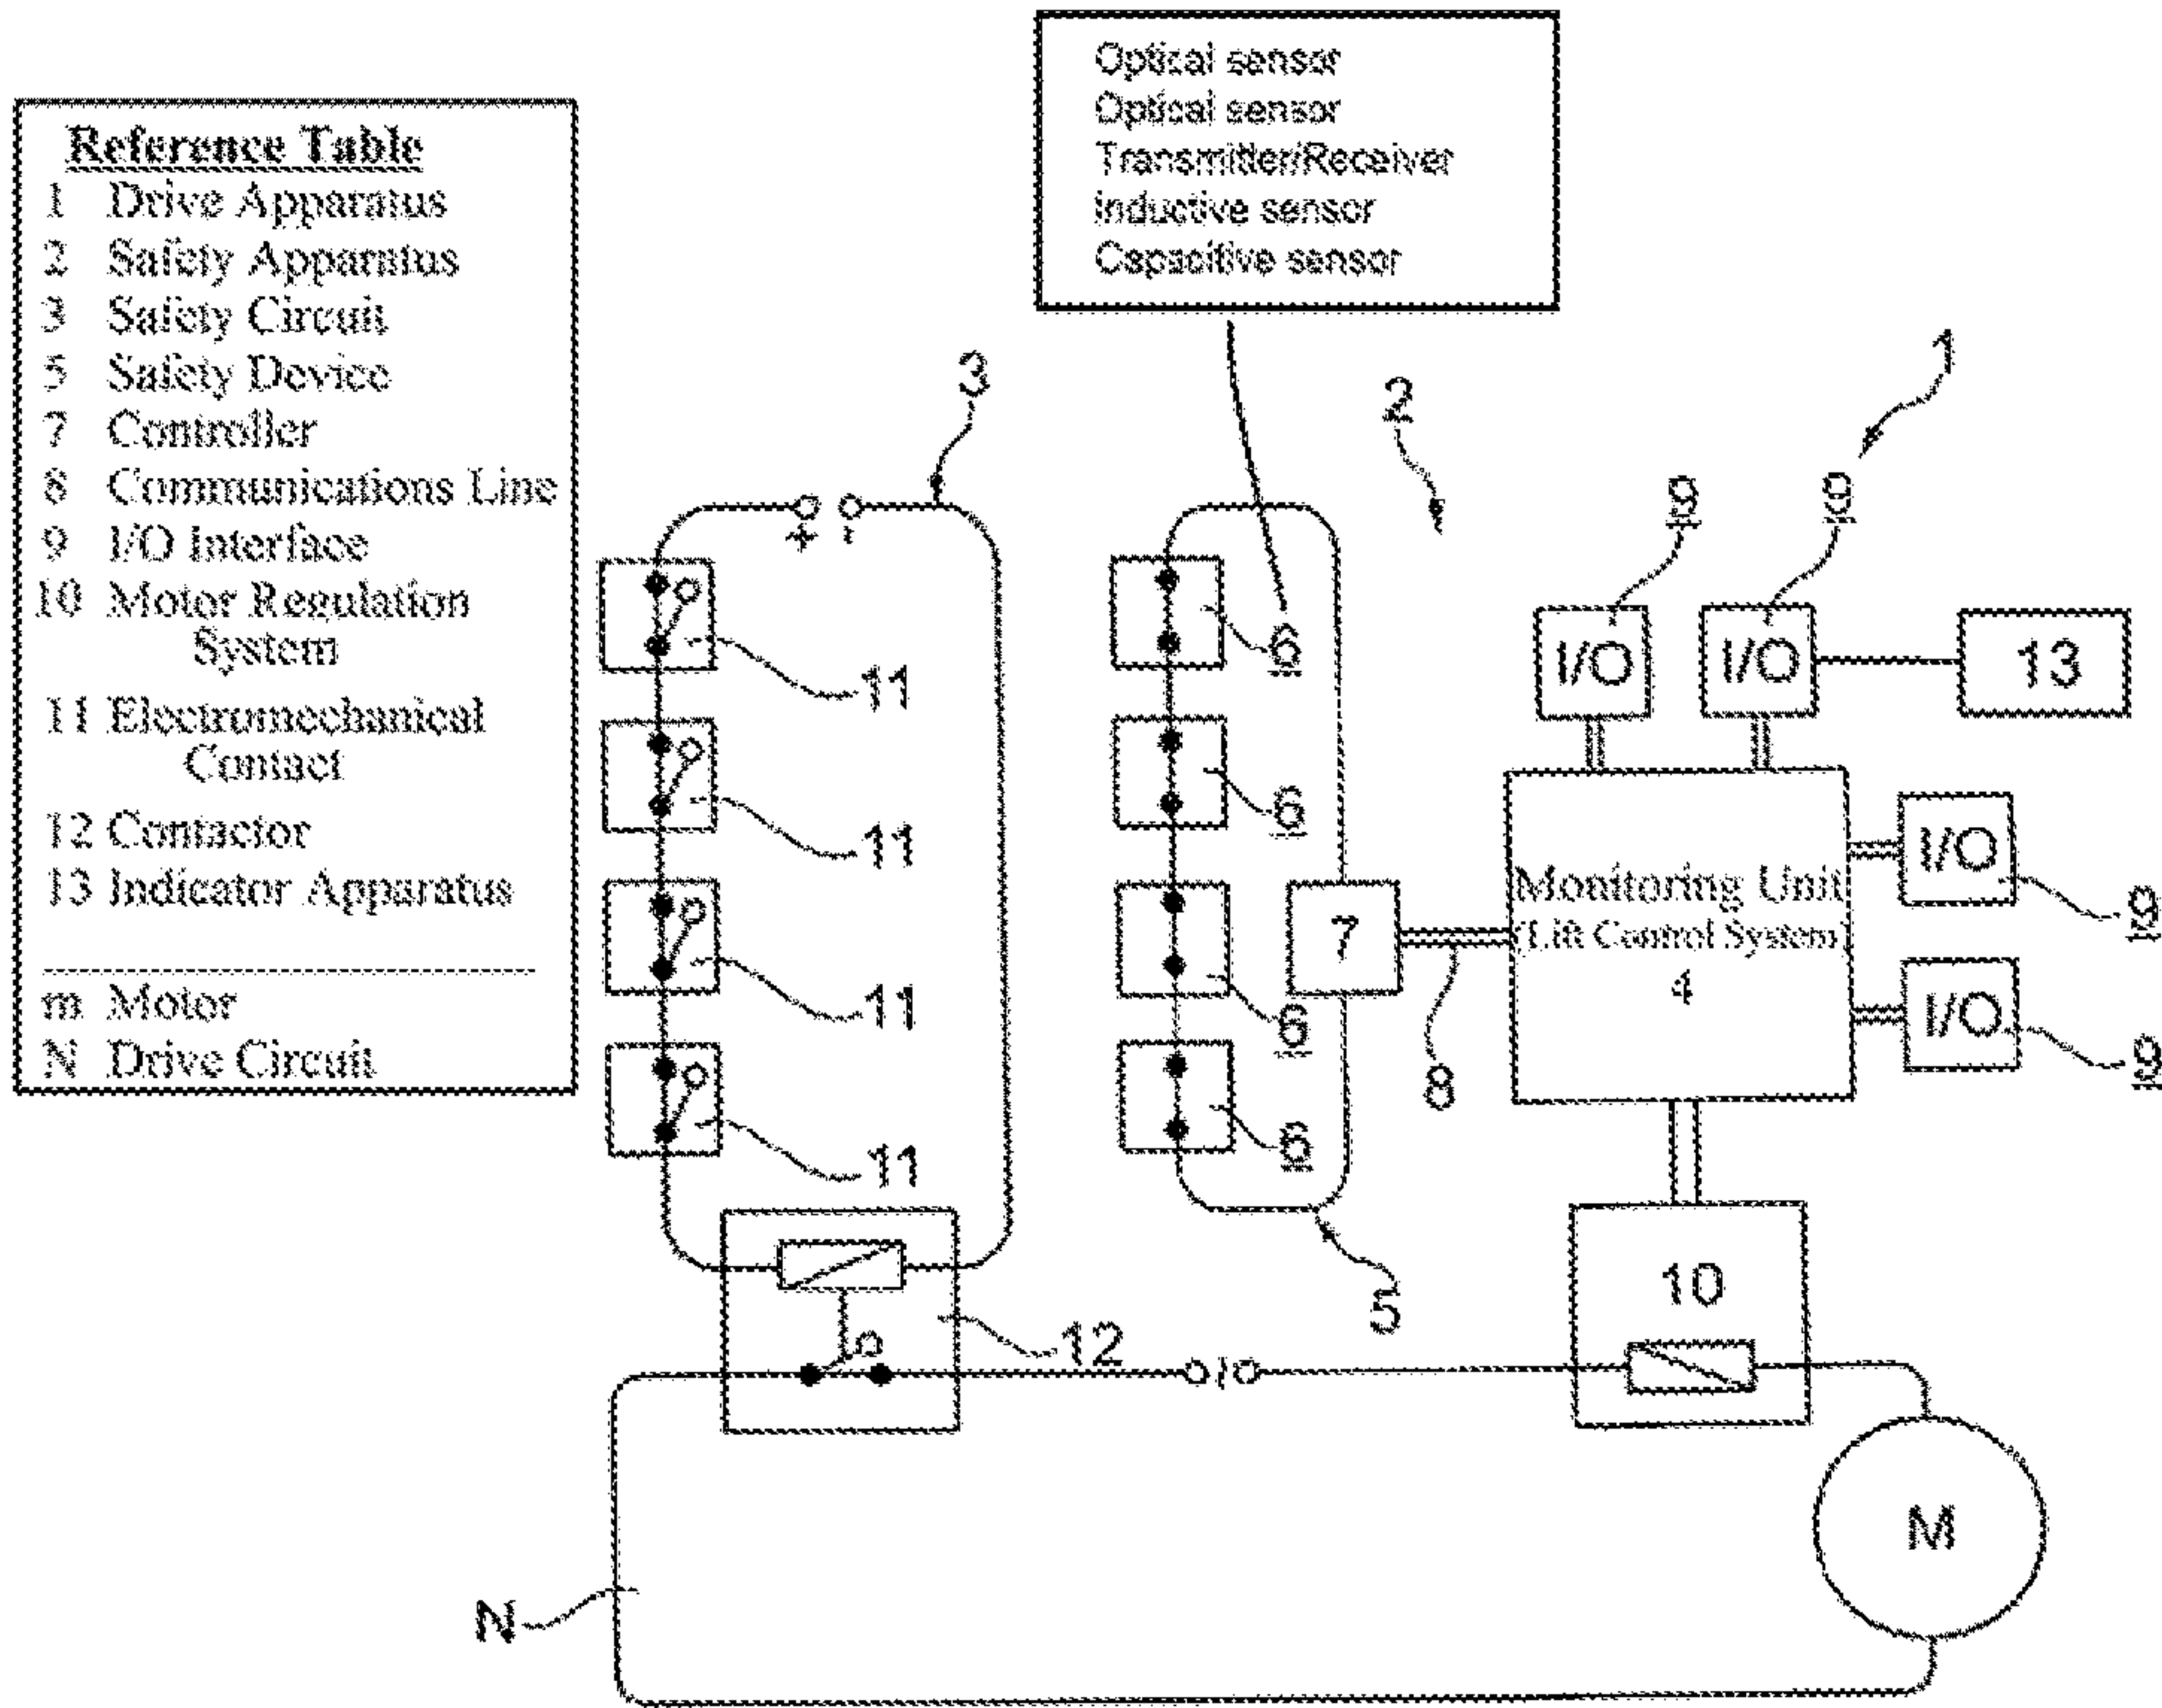 Optical sensor
Optical sensor
Transmitter/Receiver
Inductive sensor
Capacitive sensor
Reference Table
1 Drive Apparatus
2 Safety Apparatus
3 Safety Circuit
5 Safety Device
7 Controller
8 Communications Line
9 I/O Interface
10 Motor Regulation
System
11 Electromechanical
Contact
12 Contactor
13 Indicator Apparatus
m Motor
N Drive Circuit
3
2
1
9
9
+
-
I/O
I/O
13
6
11
6
11
I/O
9
Monitoring Unit
(Lift Control System)
4
7
6
11
I/O
9
8
6
11
5
10
12
M
N